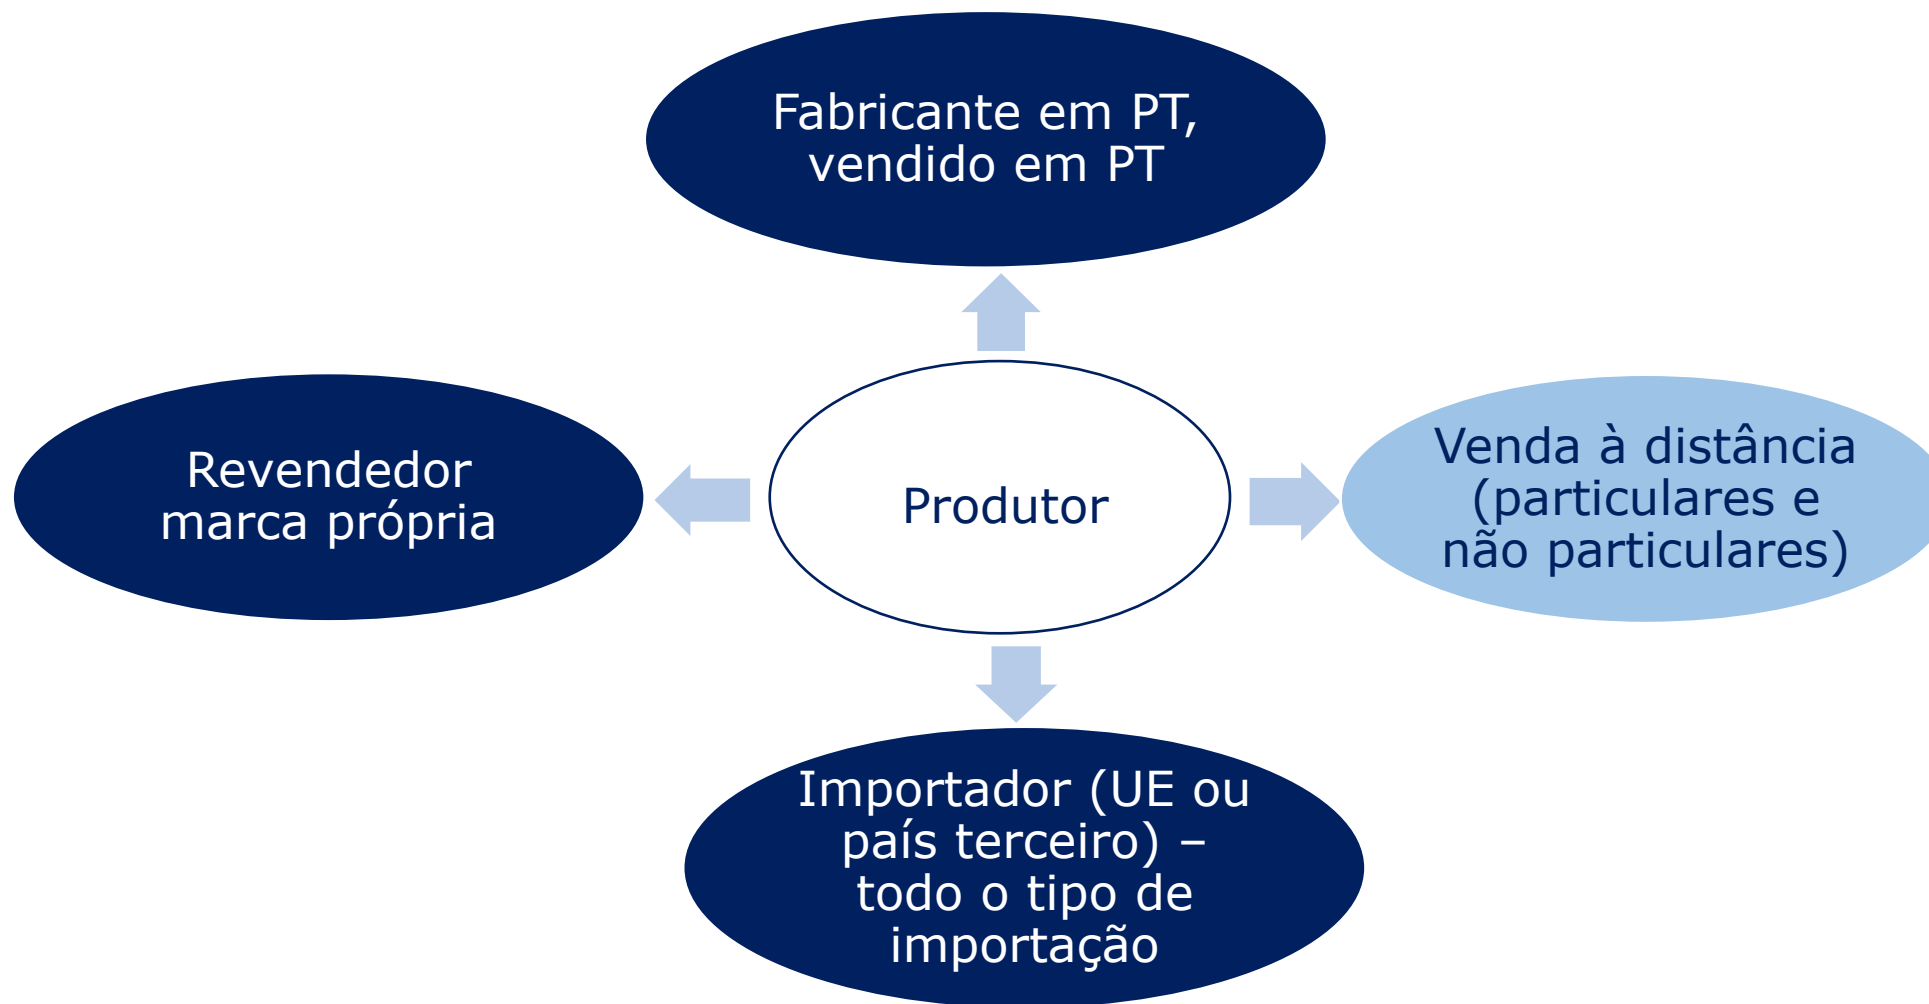 Fabricante em PT,
vendido em PT
Revendedor
marca própria
Produtor
Venda à distância
(particulares e
não particulares)
Importador (UE ou
país terceiro) –
todo o tipo de
importação